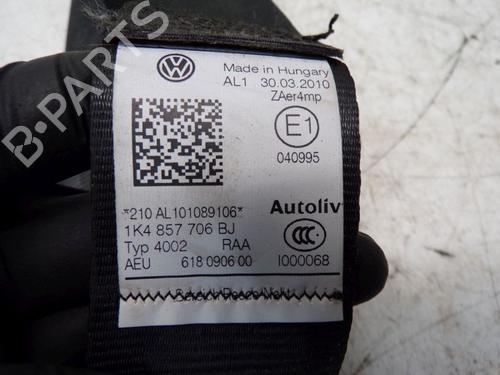 Made in Hungary
AL1 30.03.2010
ZAer4mp
E1
040995
*210 AL101089106*
Autoliv
1K4 857 706 BJ
Typ 4002 RAA
CCC
AEU 618 0906 00 I000068
B-Parts